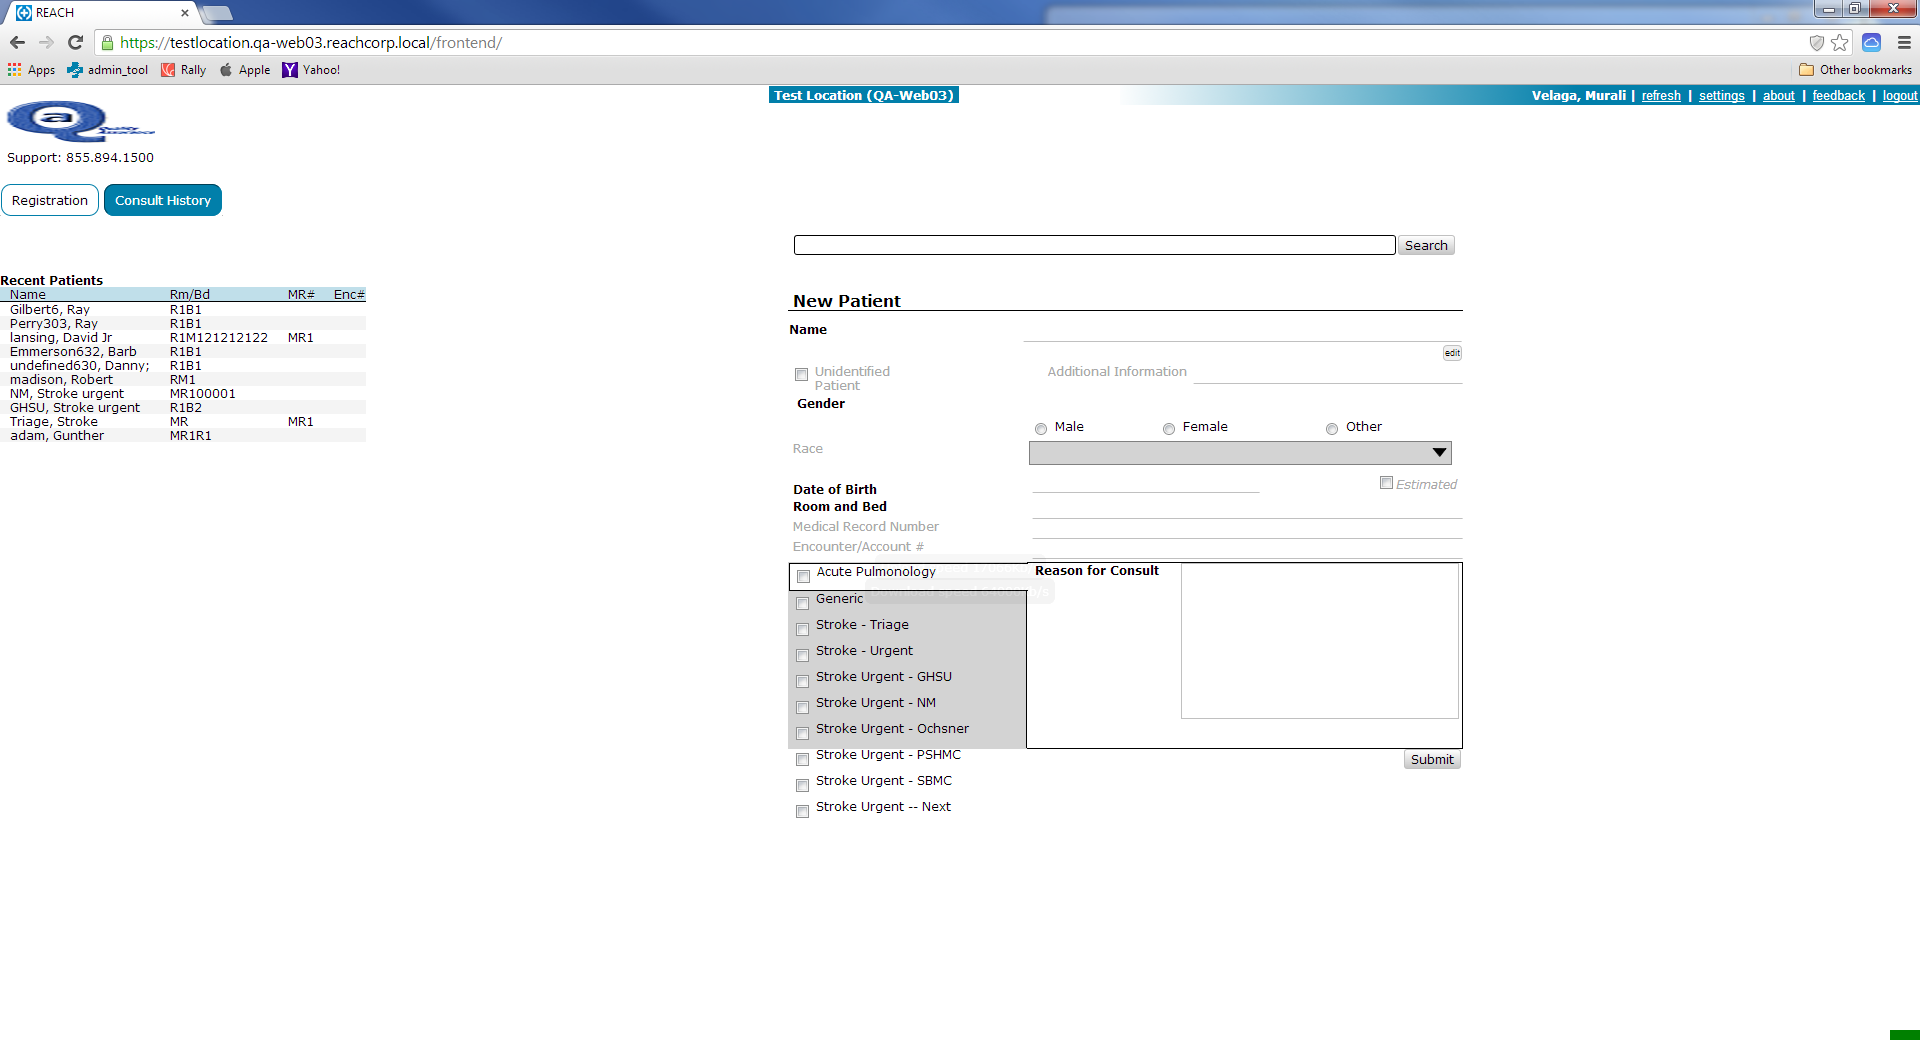 REACH
https://testlocation.qa-web03.reachcorp.local/frontend/
Apps admin_tool Rally Apple Yahoo! Other bookmarks
Test Location (QA-Web03) Velaga, Murali | refresh | settings | about | feedback | logout
Qa Quality Assurance
Support: 855.894.1500
Registration Consult History
Search
Recent Patients
Name Rm/Bd MR# Enc#
Gilbert6, Ray R1B1
Perry303, Ray R1B1
lansing, David Jr R1M121212122 MR1
Emmerson632, Barb R1B1
undefined630, Danny; R1B1
madison, Robert RM1
NM, Stroke urgent MR100001
GHSU, Stroke urgent R1B2
Triage, Stroke MR MR1
adam, Gunther MR1R1
New Patient
Name
edit
Unidentified Patient Additional Information
Gender
Male Female Other
Race
Date of Birth Estimated
Room and Bed
Medical Record Number
Encounter/Account #
Acute Pulmonology Reason for Consult
Generic
Stroke - Triage
Stroke - Urgent
Stroke Urgent - GHSU
Stroke Urgent - NM
Stroke Urgent - Ochsner
Stroke Urgent - PSHMC
Stroke Urgent - SBMC
Stroke Urgent -- Next
Submit